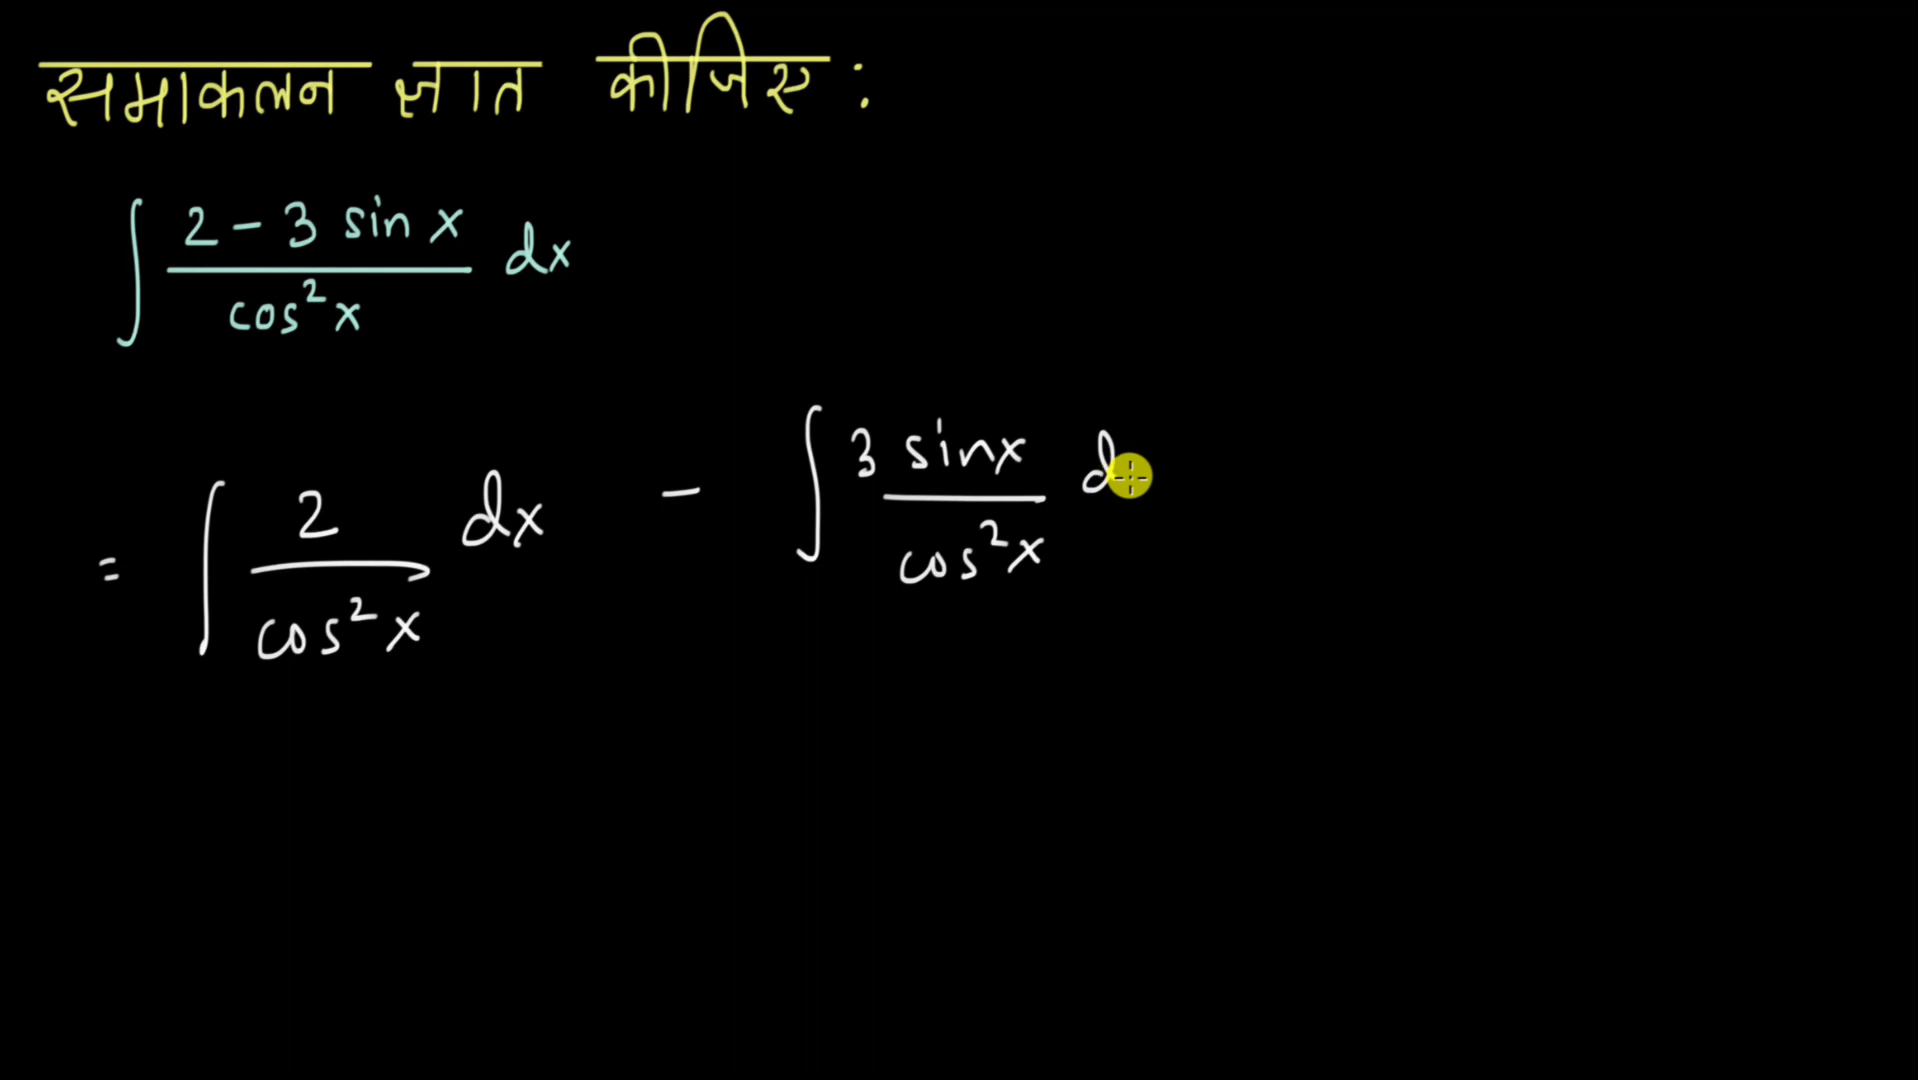 समाकलन ज्ञात कीजिए :
∫ (2 - 3 sin x)/(cos²x) dx
= ∫ 2/(cos²x) dx - ∫ 3 sinx/(cos²x) d